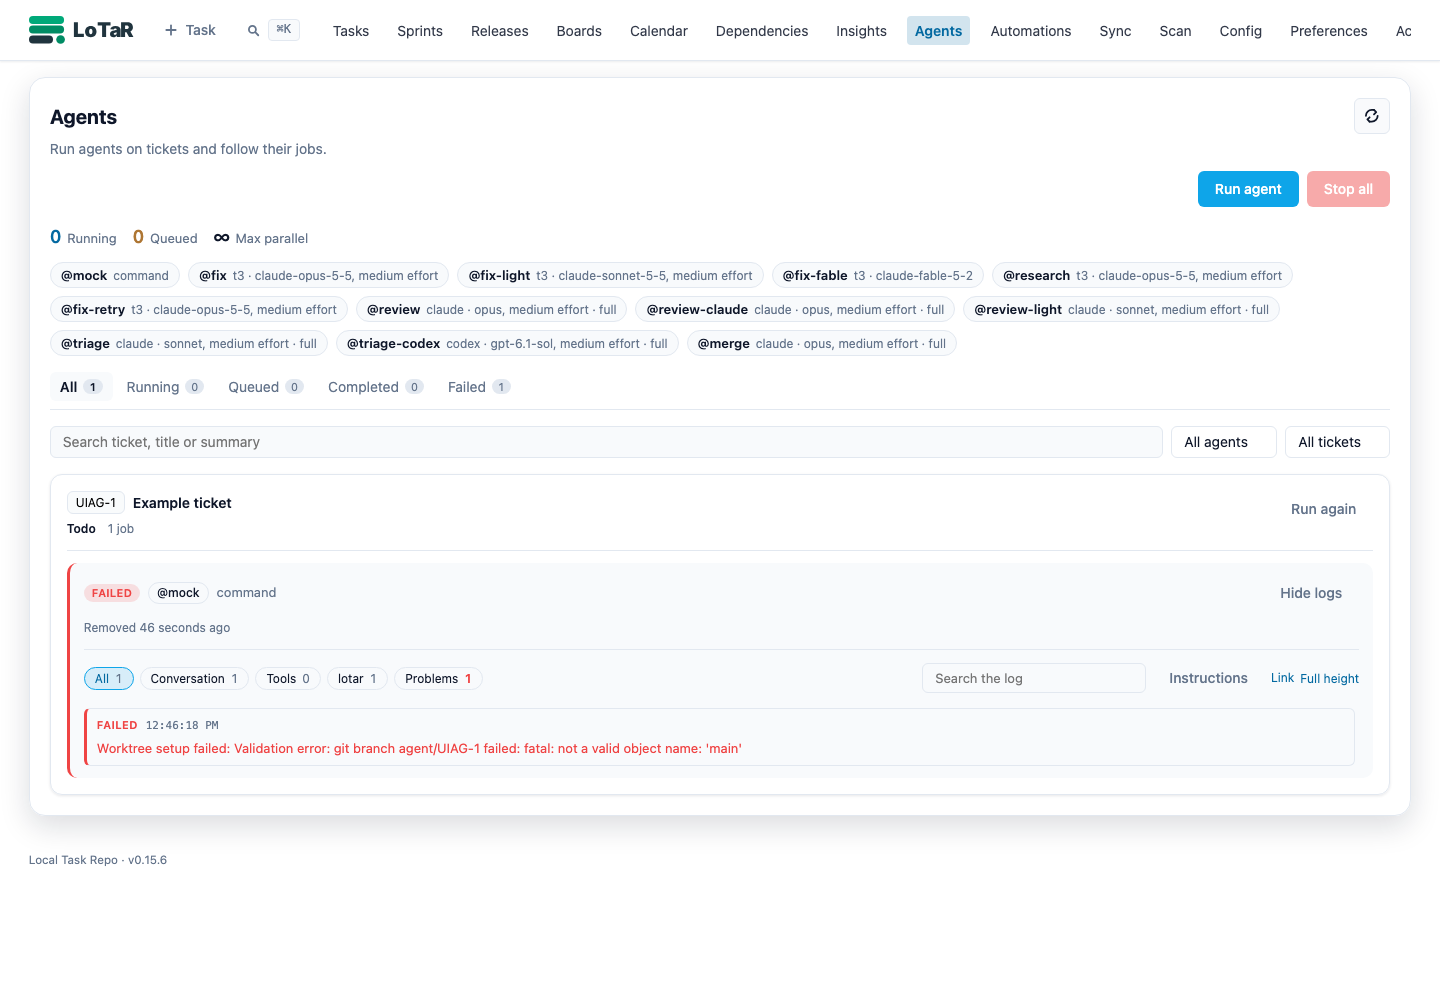 LoTaR
+ Task
⌘K
Tasks
Sprints
Releases
Boards
Calendar
Dependencies
Insights
Agents
Automations
Sync
Scan
Config
Preferences
Ac
Agents
Run agents on tickets and follow their jobs.
Run agent
Stop all
0 Running
0 Queued
∞ Max parallel
@mock command
@fix t3 · claude-opus-5-5, medium effort
@fix-light t3 · claude-sonnet-5-5, medium effort
@fix-fable t3 · claude-fable-5-2
@research t3 · claude-opus-5-5, medium effort
@fix-retry t3 · claude-opus-5-5, medium effort
@review claude · opus, medium effort · full
@review-claude claude · opus, medium effort · full
@review-light claude · sonnet, medium effort · full
@triage claude · sonnet, medium effort · full
@triage-codex codex · gpt-6.1-sol, medium effort · full
@merge claude · opus, medium effort · full
All 1
Running 0
Queued 0
Completed 0
Failed 1
Search ticket, title or summary
All agents
All tickets
UIAG-1 Example ticket
Run again
Todo 1 job
FAILED @mock command
Hide logs
Removed 46 seconds ago
All 1
Conversation 1
Tools 0
lotar 1
Problems 1
Search the log
Instructions
Link
Full height
FAILED 12:46:18 PM
Worktree setup failed: Validation error: git branch agent/UIAG-1 failed: fatal: not a valid object name: 'main'
Local Task Repo · v0.15.6